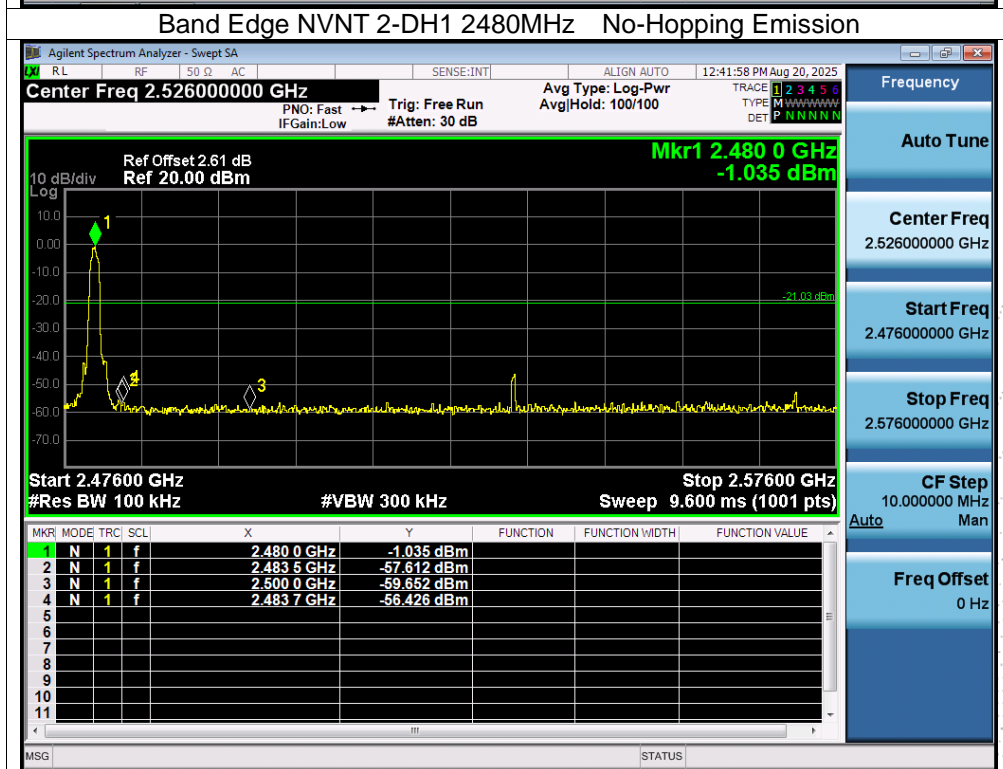 Band Edge NVNT 2-DH1 2480MHz No-Hopping Emission
Agilent Spectrum Analyzer - Swept SA
LXI RL RF 50 Ω AC SENSE:INT ALIGN AUTO 12:41:58 PM Aug 20, 2025
Center Freq 2.526000000 GHz
PNO: Fast
IFGain:Low
Trig: Free Run
#Atten: 30 dB
Avg Type: Log-Pwr
Avg|Hold: 100/100
TRACE 1 2 3 4 5 6
TYPE M WWWWW
DET P N N N N N
Mkr1 2.480 0 GHz
-1.035 dBm
Ref Offset 2.61 dB
10 dB/div Ref 20.00 dBm
Log
10.0
0.00
-10.0
-20.0
-30.0
-40.0
-50.0
-60.0
-70.0
1
-21.03 dBm
3
Start 2.47600 GHz Stop 2.57600 GHz
#Res BW 100 kHz #VBW 300 kHz Sweep 9.600 ms (1001 pts)
MKR MODE TRC SCL X Y FUNCTION FUNCTION WIDTH FUNCTION VALUE
1 N 1 f 2.480 0 GHz -1.035 dBm
2 N 1 f 2.483 5 GHz -57.612 dBm
3 N 1 f 2.500 0 GHz -59.652 dBm
4 N 1 f 2.483 7 GHz -56.426 dBm
5
6
7
8
9
10
11
MSG STATUS
Frequency
Auto Tune
Center Freq
2.526000000 GHz
Start Freq
2.476000000 GHz
Stop Freq
2.576000000 GHz
CF Step
10.000000 MHz
Auto Man
Freq Offset
0 Hz